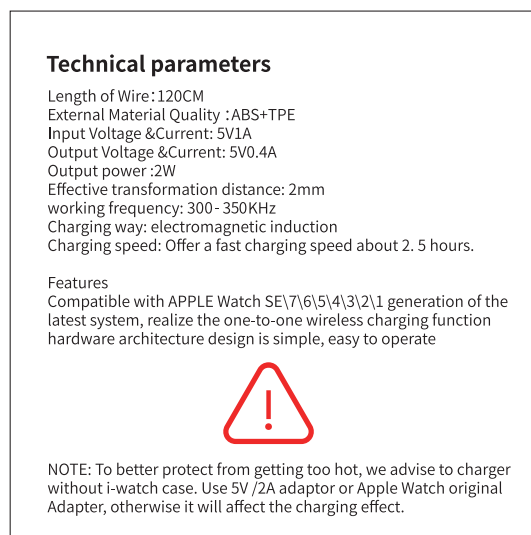 Technical parameters
Length of Wire:120CM
External Material Quality :ABS+TPE
Input Voltage &Current: 5V1A
Output Voltage &Current: 5V0.4A
Output power :2W
Effective transformation distance: 2mm
working frequency: 300-350KHz
Charging way: electromagnetic induction
Charging speed: Offer a fast charging speed about 2. 5 hours.
Features
Compatible with APPLE Watch SE\7\6\5\4\3\2\1 generation of the
latest system, realize the one-to-one wireless charging function
hardware architecture design is simple, easy to operate
!
NOTE: To better protect from getting too hot, we advise to charger
without i-watch case. Use 5V /2A adaptor or Apple Watch original
Adapter, otherwise it will affect the charging effect.